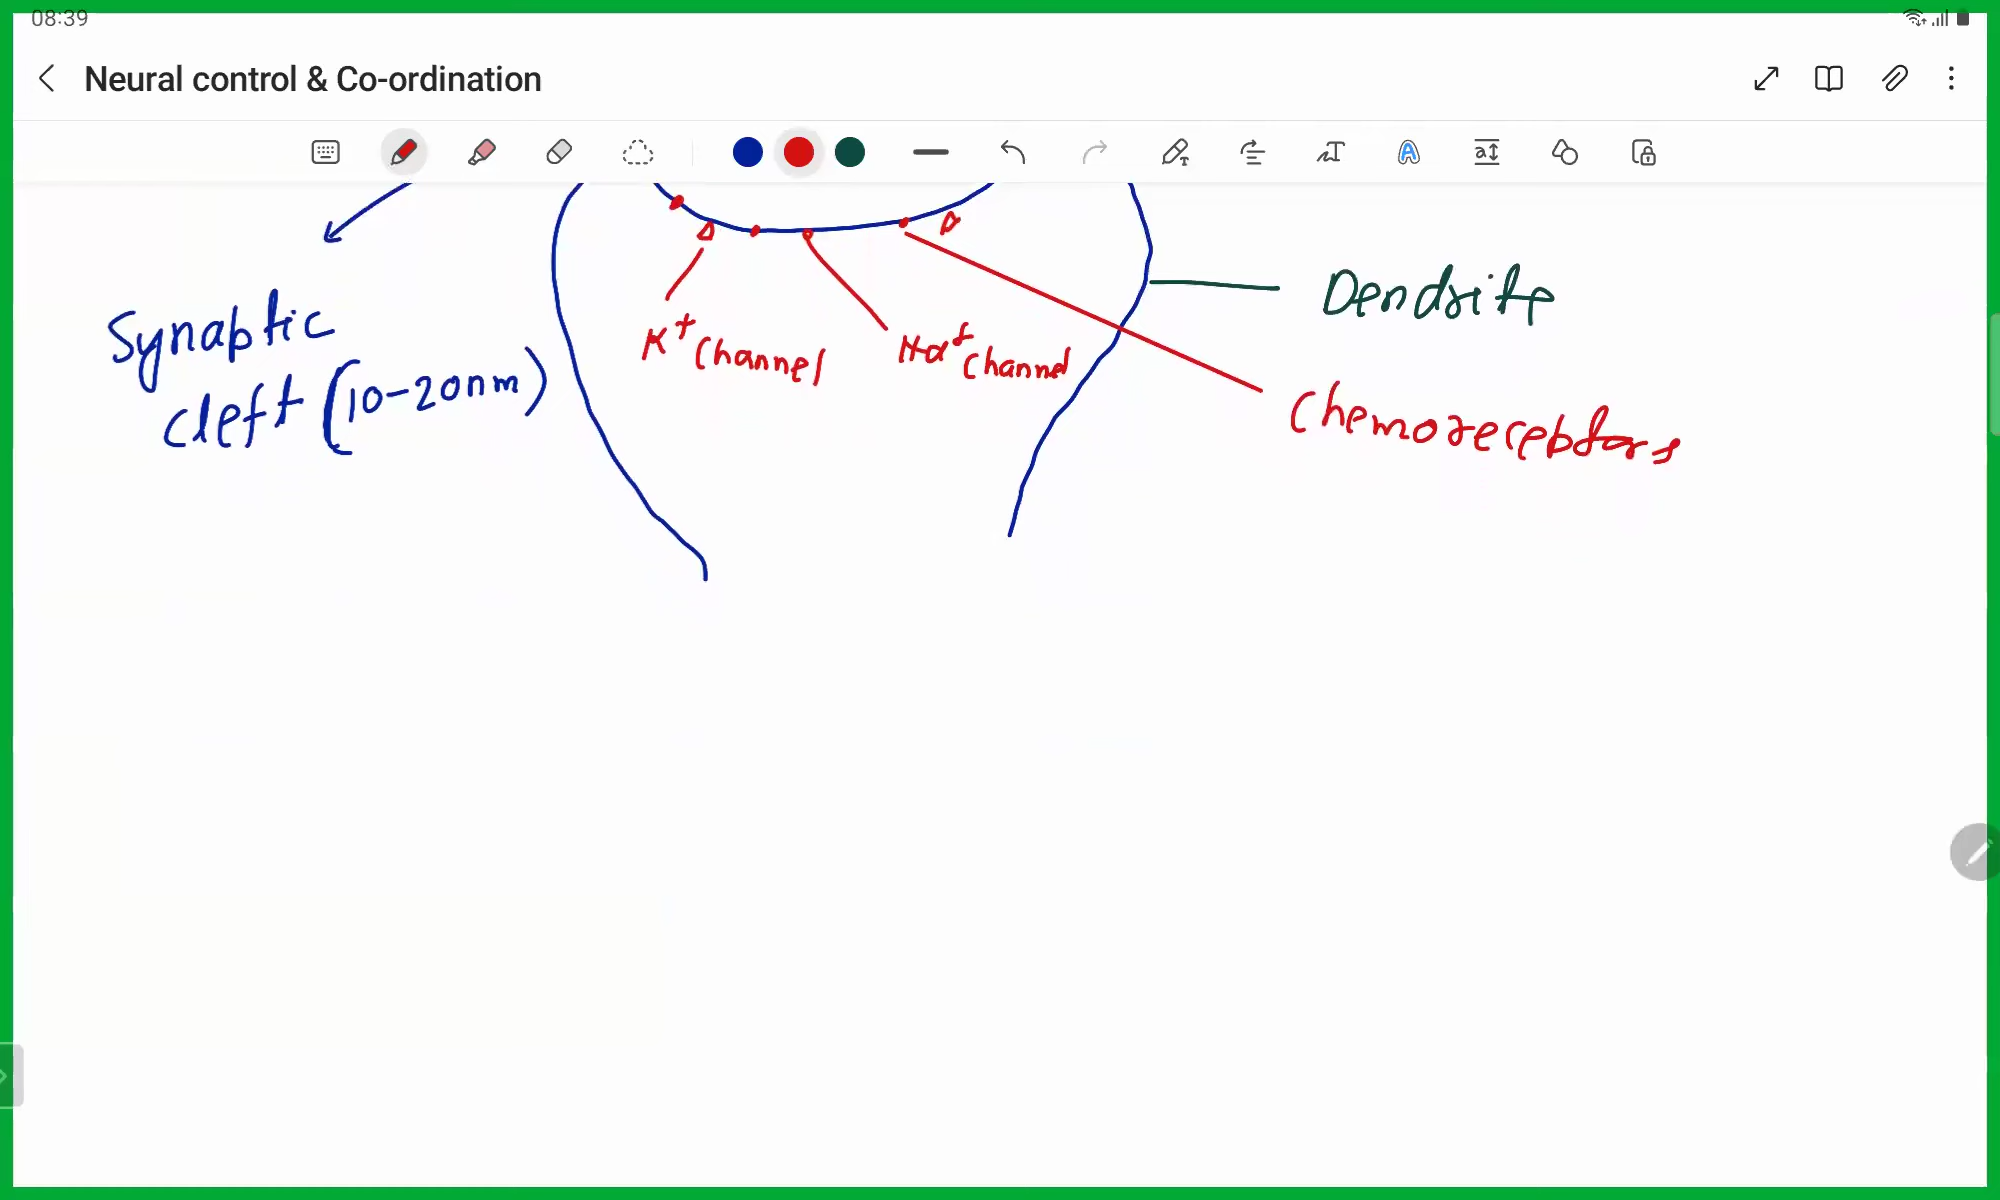 08:39
Neural control & Co-ordination
Synaptic
cleft (10-20nm)
K+ Channel
Na+ Channel
Dendrite
Chemoreceptors